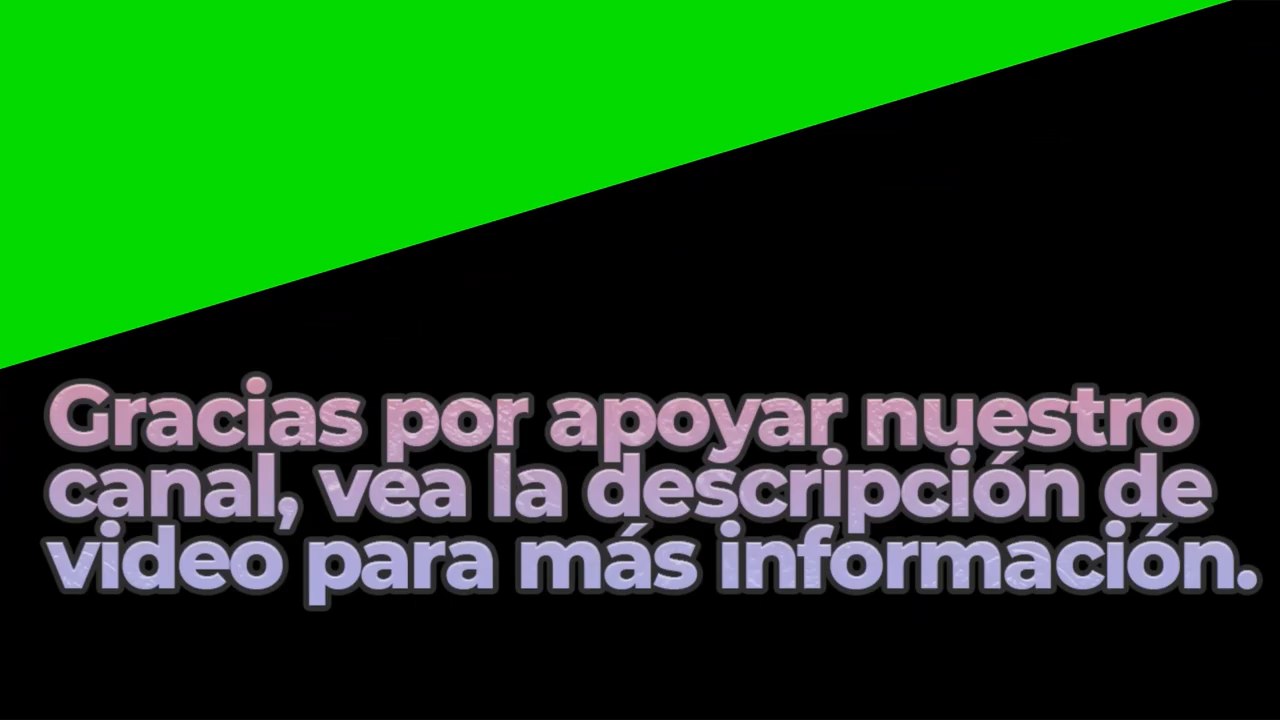 Gracias por apoyar nuestro
canal, vea la descripción de
video para más información.